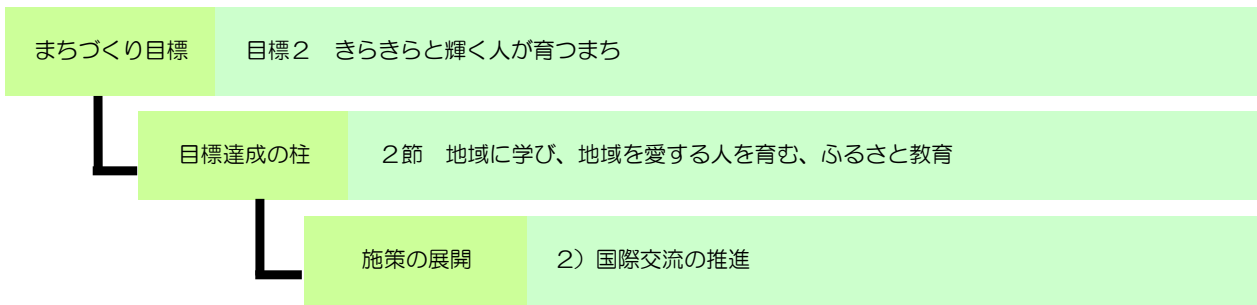 まちづくり目標　目標２　きらきらと輝く人が育つまち
目標達成の柱　２節　地域に学び、地域を愛する人を育む、ふるさと教育
施策の展開　２）国際交流の推進